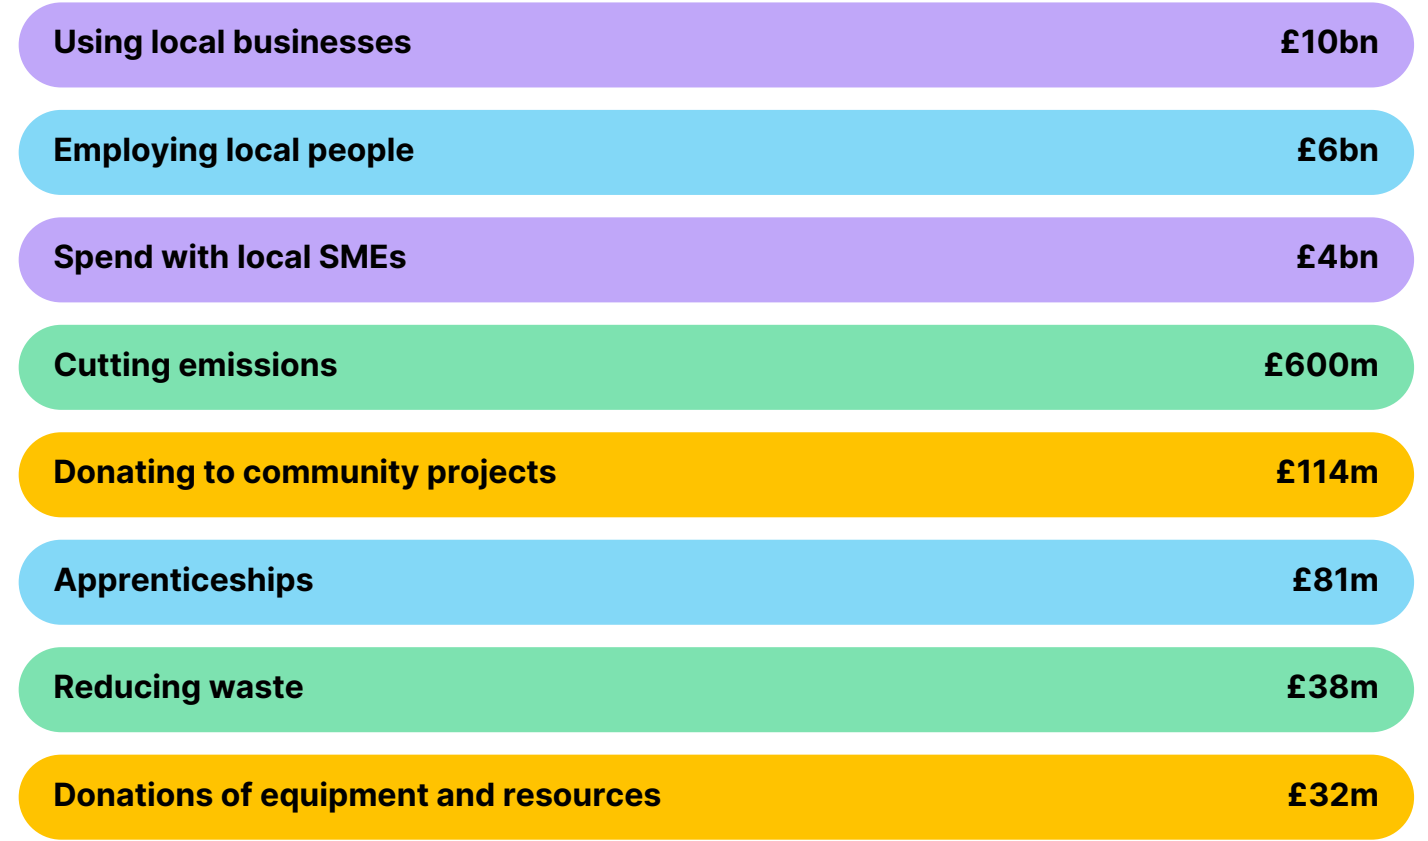 Using local businesses £10bn
Employing local people £6bn
Spend with local SMEs £4bn
Cutting emissions £600m
Donating to community projects £114m
Apprenticeships £81m
Reducing waste £38m
Donations of equipment and resources £32m